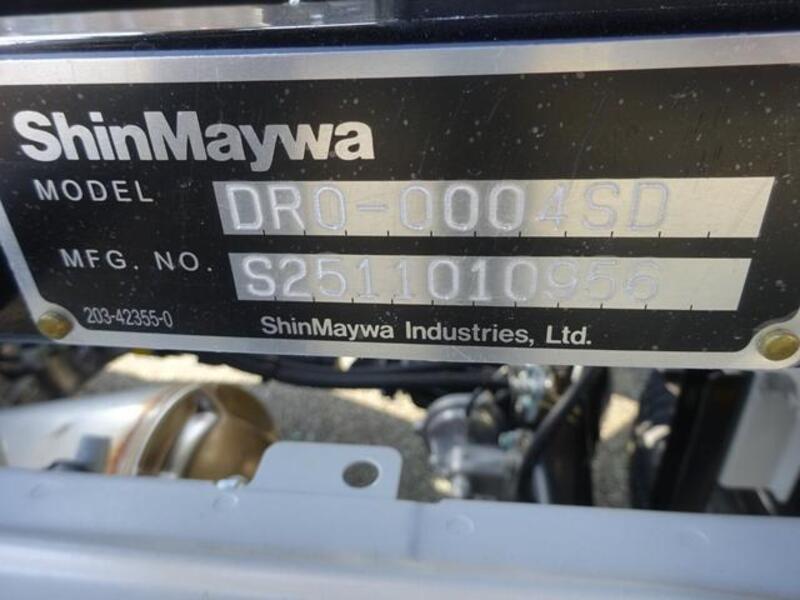 ShinMaywa
MODEL DR0-0004SD
MFG. NO. S2511010956
203-42355-0 ShinMaywa Industries, Ltd.